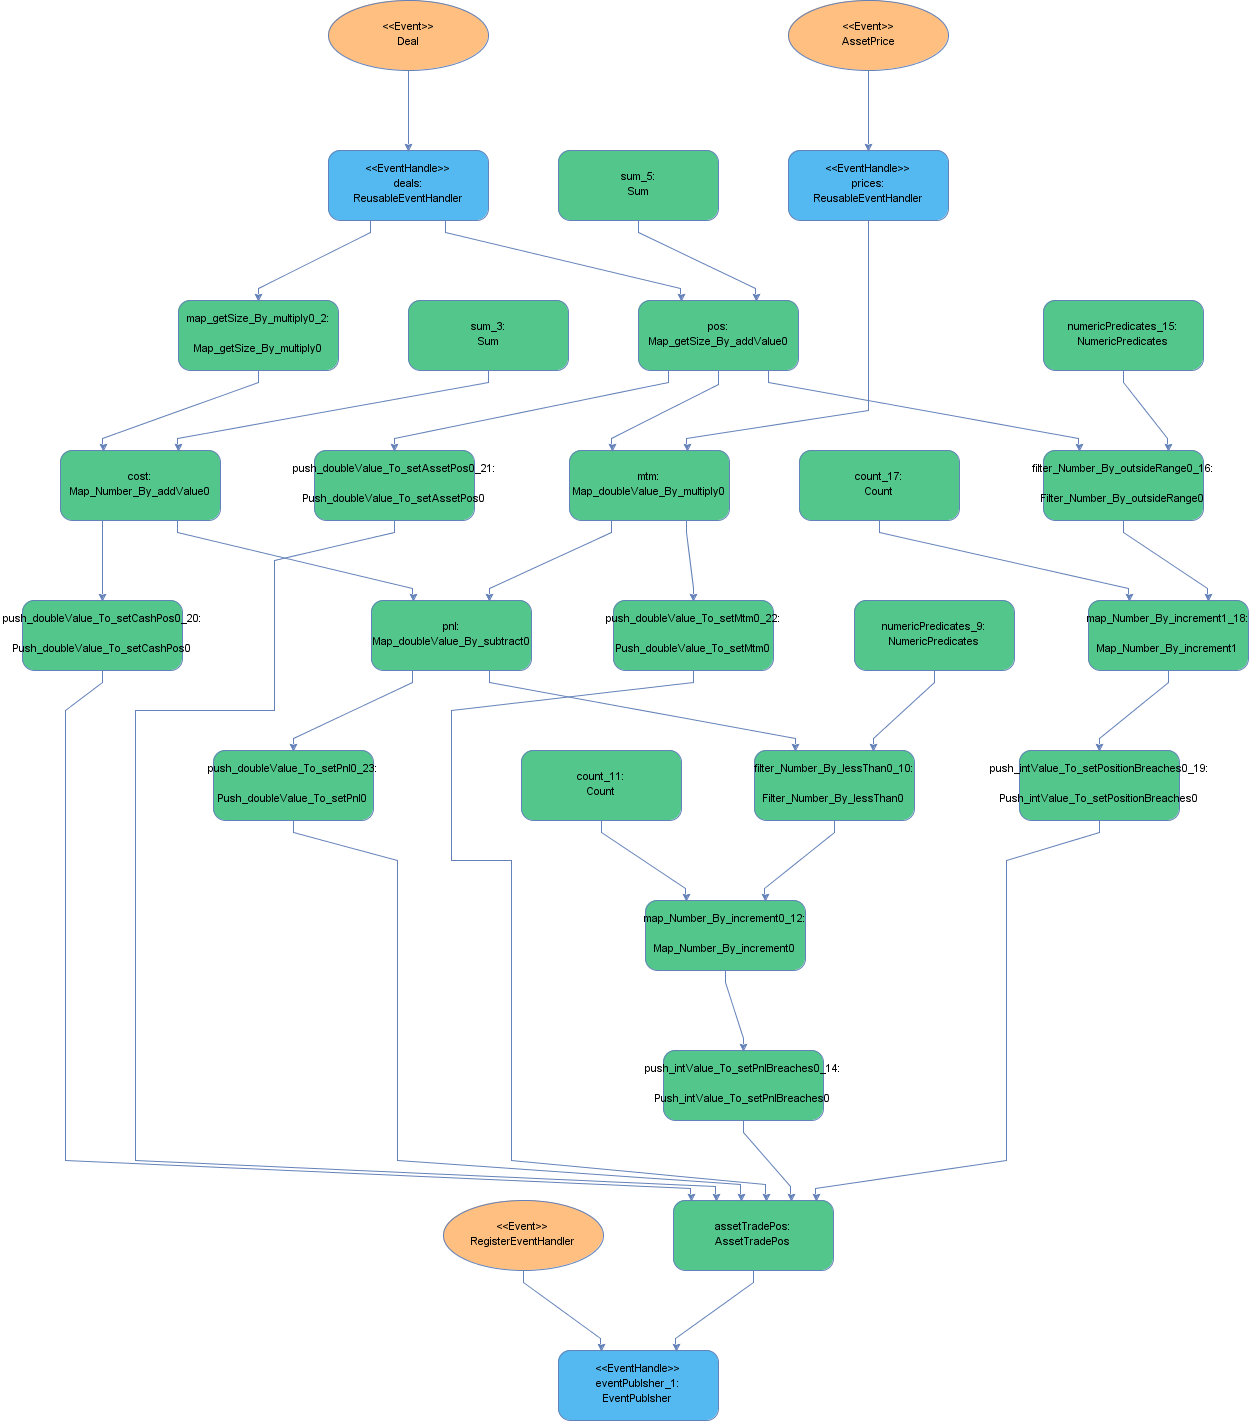 <<Event>>
Deal
<<Event>>
AssetPrice
<<EventHandle>>
deals:
ReusableEventHandler
sum_5:
Sum
<<EventHandle>>
prices:
ReusableEventHandler
map_getSize_By_multiply0_2:
Map_getSize_By_multiply0
sum_3:
Sum
pos:
Map_getSize_By_addValue0
numericPredicates_15:
NumericPredicates
cost:
Map_Number_By_addValue0
push_doubleValue_To_setAssetPos0_21:
Push_doubleValue_To_setAssetPos0
mtm:
Map_doubleValue_By_multiply0
count_17:
Count
filter_Number_By_outsideRange0_16:
Filter_Number_By_outsideRange0
push_doubleValue_To_setCashPos0_20:
Push_doubleValue_To_setCashPos0
pnl:
Map_doubleValue_By_subtract0
push_doubleValue_To_setMtm0_22:
Push_doubleValue_To_setMtm0
numericPredicates_9:
NumericPredicates
map_Number_By_increment1_18:
Map_Number_By_increment1
push_doubleValue_To_setPnl0_23:
Push_doubleValue_To_setPnl0
count_11:
Count
filter_Number_By_lessThan0_10:
Filter_Number_By_lessThan0
push_intValue_To_setPositionBreaches0_19:
Push_intValue_To_setPositionBreaches0
map_Number_By_increment0_12:
Map_Number_By_increment0
push_intValue_To_setPnlBreaches0_14:
Push_intValue_To_setPnlBreaches0
<<Event>>
RegisterEventHandler
assetTradePos:
AssetTradePos
<<EventHandle>>
eventPublsher_1:
EventPublsher